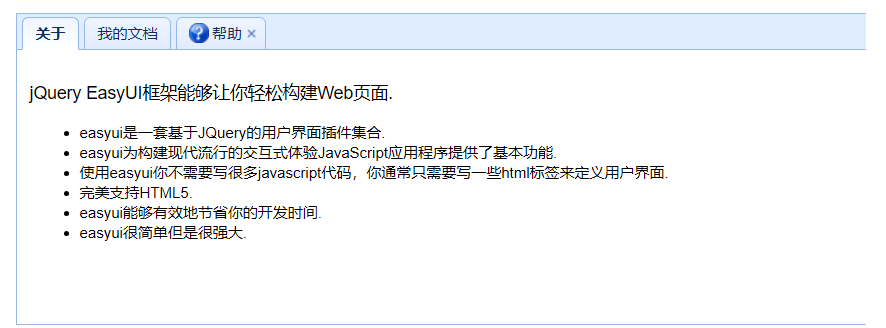 关于 我的文档 帮助
jQuery EasyUI框架能够让你轻松构建Web页面.
easyui是一套基于JQuery的用户界面插件集合.
easyui为构建现代流行的交互式体验JavaScript应用程序提供了基本功能.
使用easyui你不需要写很多javascript代码，你通常只需要写一些html标签来定义用户界面.
完美支持HTML5.
easyui能够有效地节省你的开发时间.
easyui很简单但是很强大.